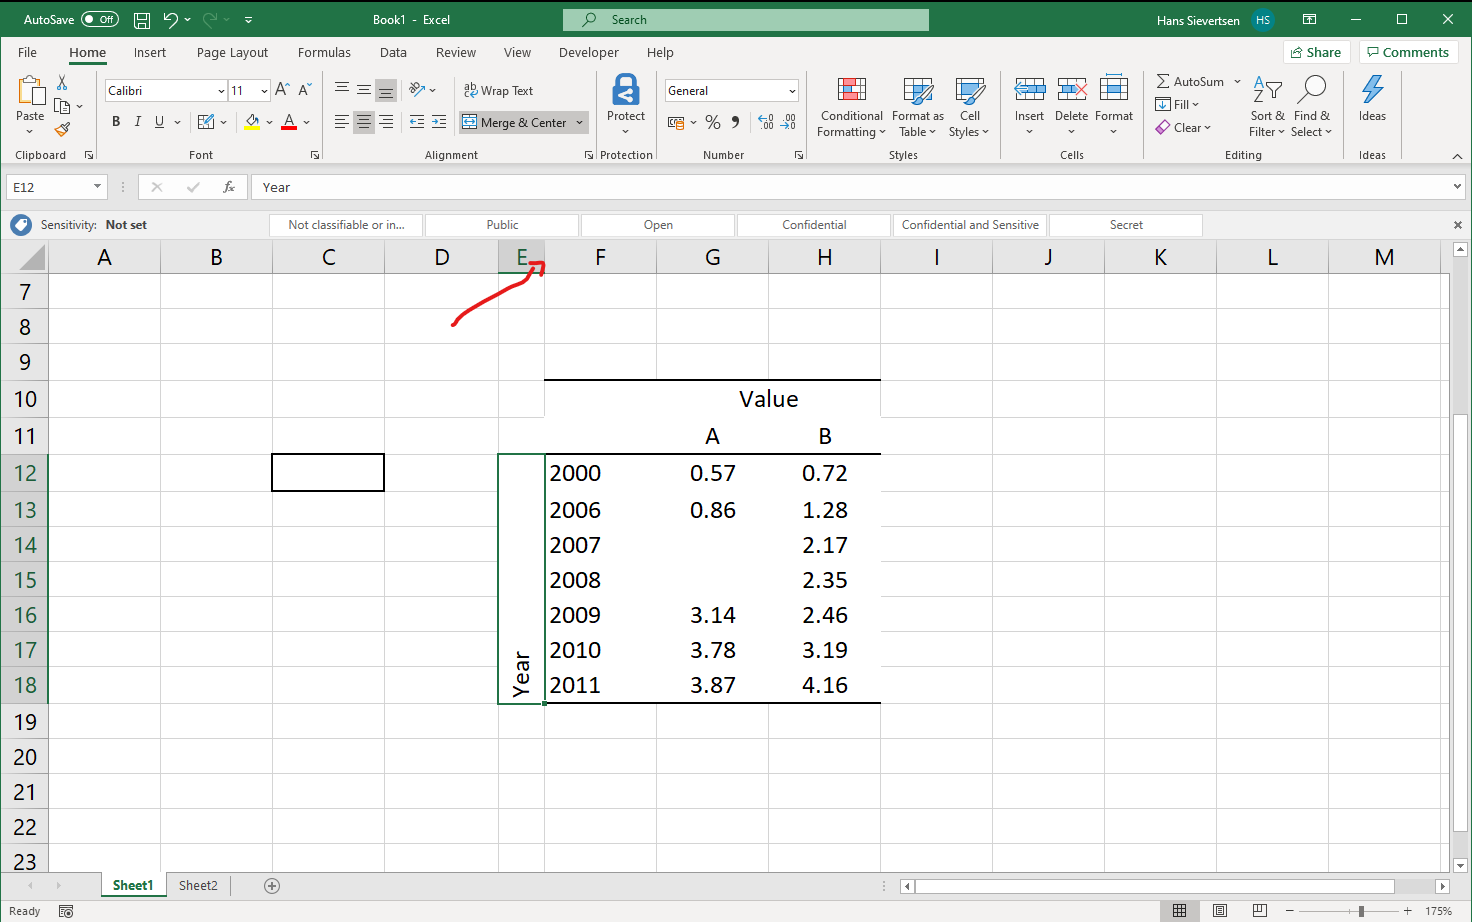 AutoSave Off Book1 - Excel Search Hans Sievertsen HS
File Home Insert Page Layout Formulas Data Review View Developer Help Share Comments
Paste
Clipboard
Calibri 11
B I U A
Font
ab Wrap Text
Merge & Center
Alignment
Protect
Protection
General
% 9 .00
Number
Conditional Formatting
Format as Table
Cell Styles
Styles
Insert Delete Format
Cells
AutoSum
Fill
Clear
Sort & Filter
Find & Select
Editing
Ideas
Ideas
E12 fx Year
Sensitivity: Not set Not classifiable or in... Public Open Confidential Confidential and Sensitive Secret
A B C D E F G H I J K L M
7
8
9
10 Value
11 A B
12 2000 0.57 0.72
13 2006 0.86 1.28
14 2007 2.17
15 2008 2.35
16 2009 3.14 2.46
17 2010 3.78 3.19
18 Year 2011 3.87 4.16
19
20
21
22
23
Sheet1 Sheet2
Ready 175%